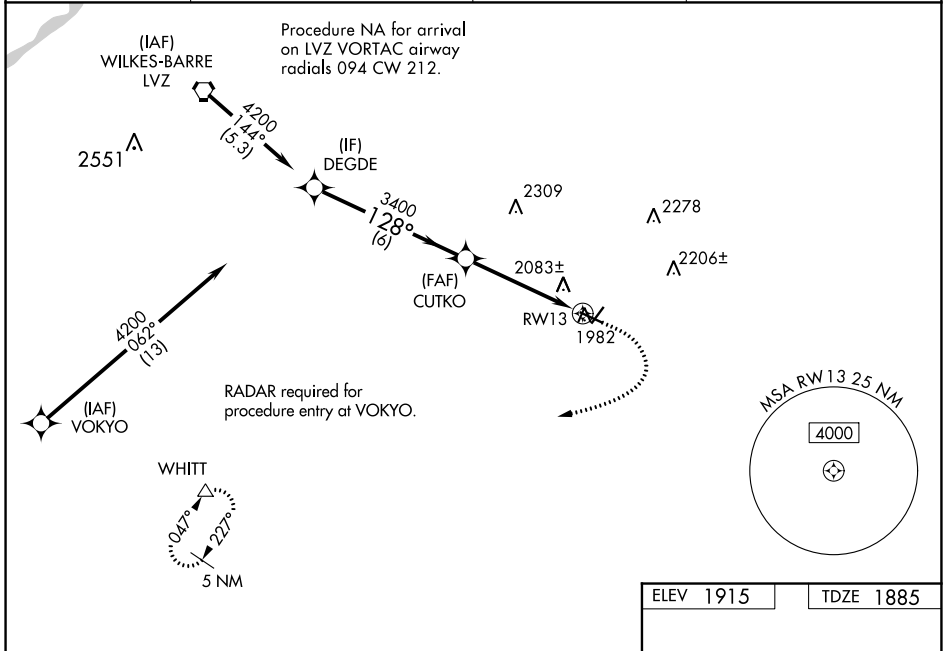 Procedure NA for arrival
on LVZ VORTAC airway
radials 094 CW 212.
(IAF)
WILKES-BARRE
LVZ
4200
144°
(5.3)
2551
(IF)
DEGDE
3400
128°
(6)
2309
2278
2206±
2083±
(FAF)
CUTKO
RW13
1982
4200
062°
(13)
(IAF)
VOKYO
RADAR required for
procedure entry at VOKYO.
MSA RW13 25 NM
4000
WHITT
047°
227°
5 NM
ELEV 1915
TDZE 1885